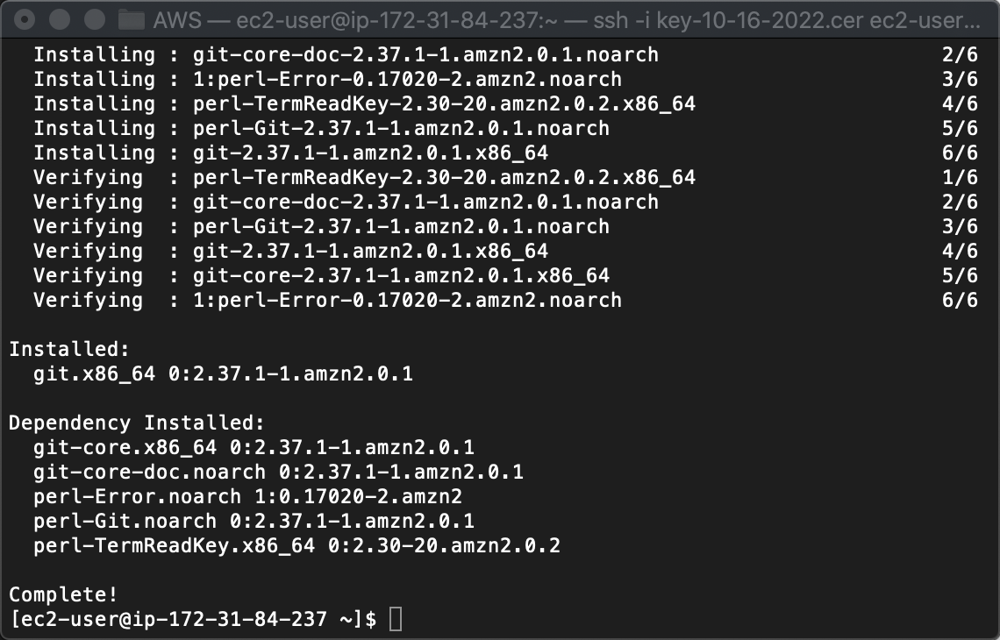 AWS — ec2-user@ip-172-31-84-237:~ — ssh -i key-10-16-2022.cer ec2-user...
Installing : git-core-doc-2.37.1-1.amzn2.0.1.noarch 2/6
Installing : 1:perl-Error-0.17020-2.amzn2.noarch 3/6
Installing : perl-TermReadKey-2.30-20.amzn2.0.2.x86_64 4/6
Installing : perl-Git-2.37.1-1.amzn2.0.1.noarch 5/6
Installing : git-2.37.1-1.amzn2.0.1.x86_64 6/6
Verifying : perl-TermReadKey-2.30-20.amzn2.0.2.x86_64 1/6
Verifying : git-core-doc-2.37.1-1.amzn2.0.1.noarch 2/6
Verifying : perl-Git-2.37.1-1.amzn2.0.1.noarch 3/6
Verifying : git-2.37.1-1.amzn2.0.1.x86_64 4/6
Verifying : git-core-2.37.1-1.amzn2.0.1.x86_64 5/6
Verifying : 1:perl-Error-0.17020-2.amzn2.noarch 6/6
Installed:
git.x86_64 0:2.37.1-1.amzn2.0.1
Dependency Installed:
git-core.x86_64 0:2.37.1-1.amzn2.0.1
git-core-doc.noarch 0:2.37.1-1.amzn2.0.1
perl-Error.noarch 1:0.17020-2.amzn2
perl-Git.noarch 0:2.37.1-1.amzn2.0.1
perl-TermReadKey.x86_64 0:2.30-20.amzn2.0.2
Complete!
[ec2-user@ip-172-31-84-237 ~]$